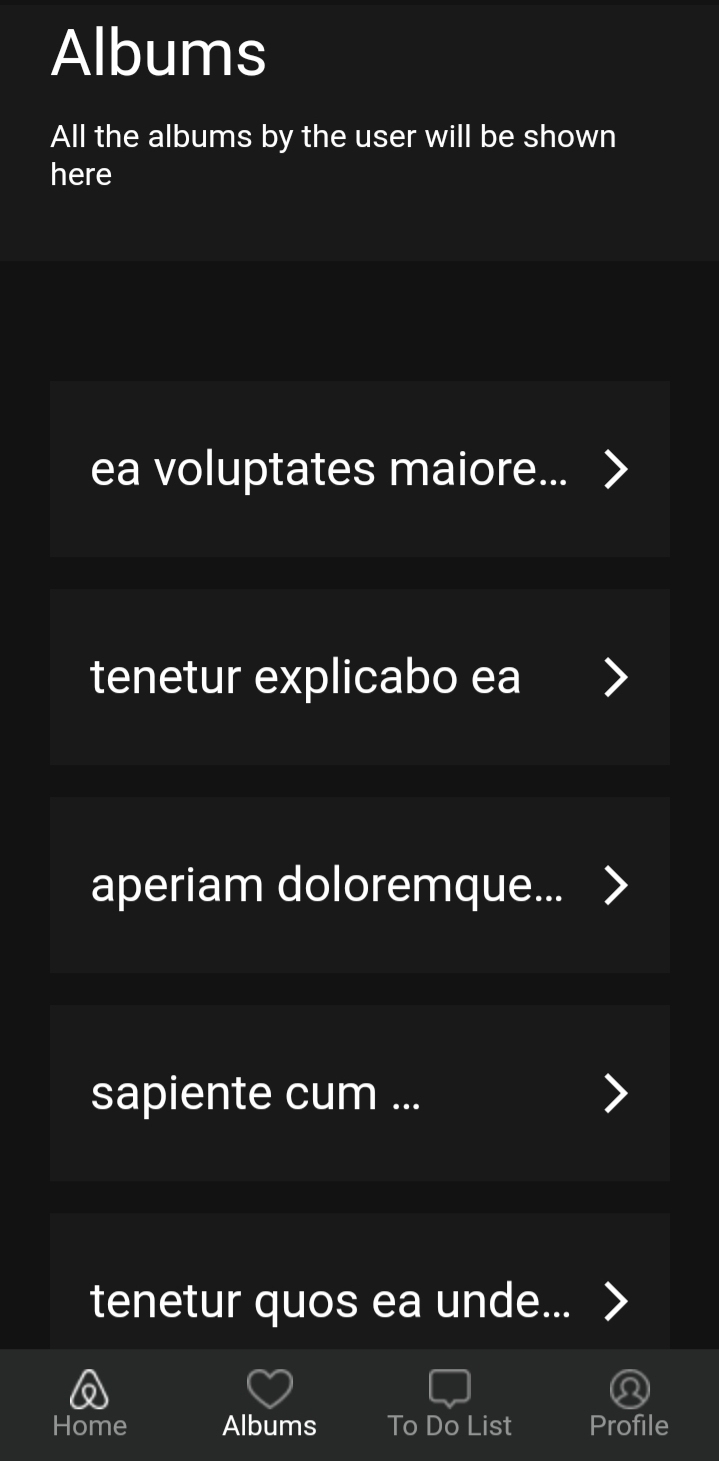 Albums
All the albums by the user will be shown
here
ea voluptates maiore...
tenetur explicabo ea
aperiam doloremque...
sapiente cum ...
tenetur quos ea unde...
Home
Albums
To Do List
Profile